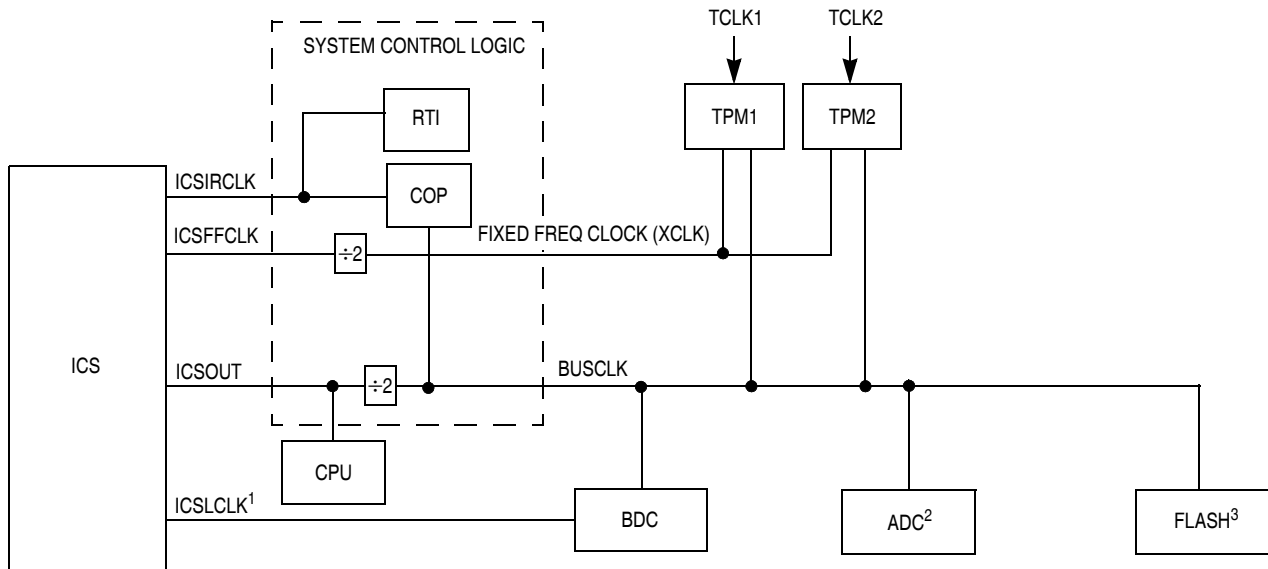 TCLK1
TCLK2
SYSTEM CONTROL LOGIC
RTI
TPM1
TPM2
ICSIRCLK
COP
ICSFFCLK
÷2
FIXED FREQ CLOCK (XCLK)
ICS
ICSOUT
÷2
BUSCLK
CPU
ICSLCLK1
BDC
ADC2
FLASH3